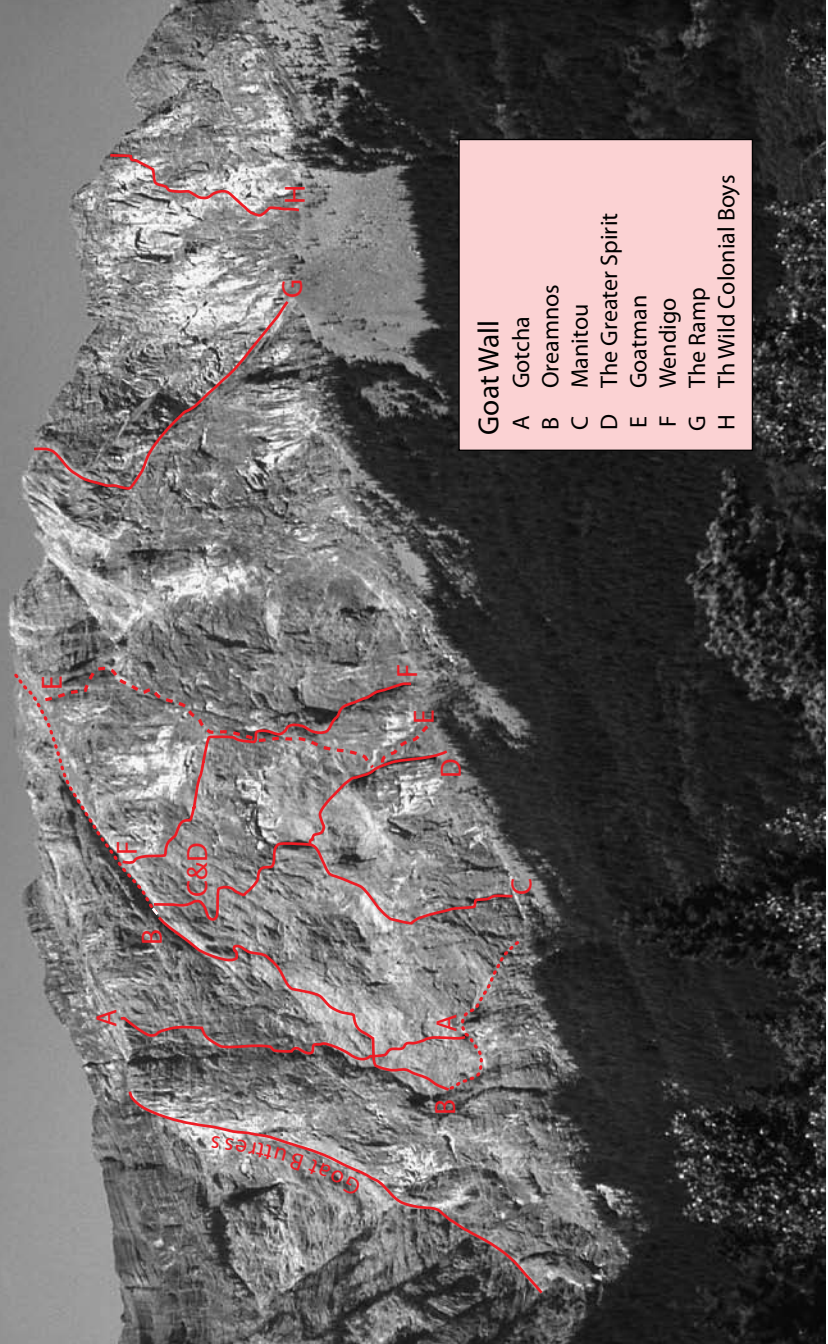 Goat Wall
A Gotcha
B Oreamnos
C Manitou
D The Greater Spirit
E Goatman
F Wendigo
G The Ramp
H Th Wild Colonial Boys
Goat Buttress
A
A
B
B
C&D
C
D
E
E
F
F
G
H